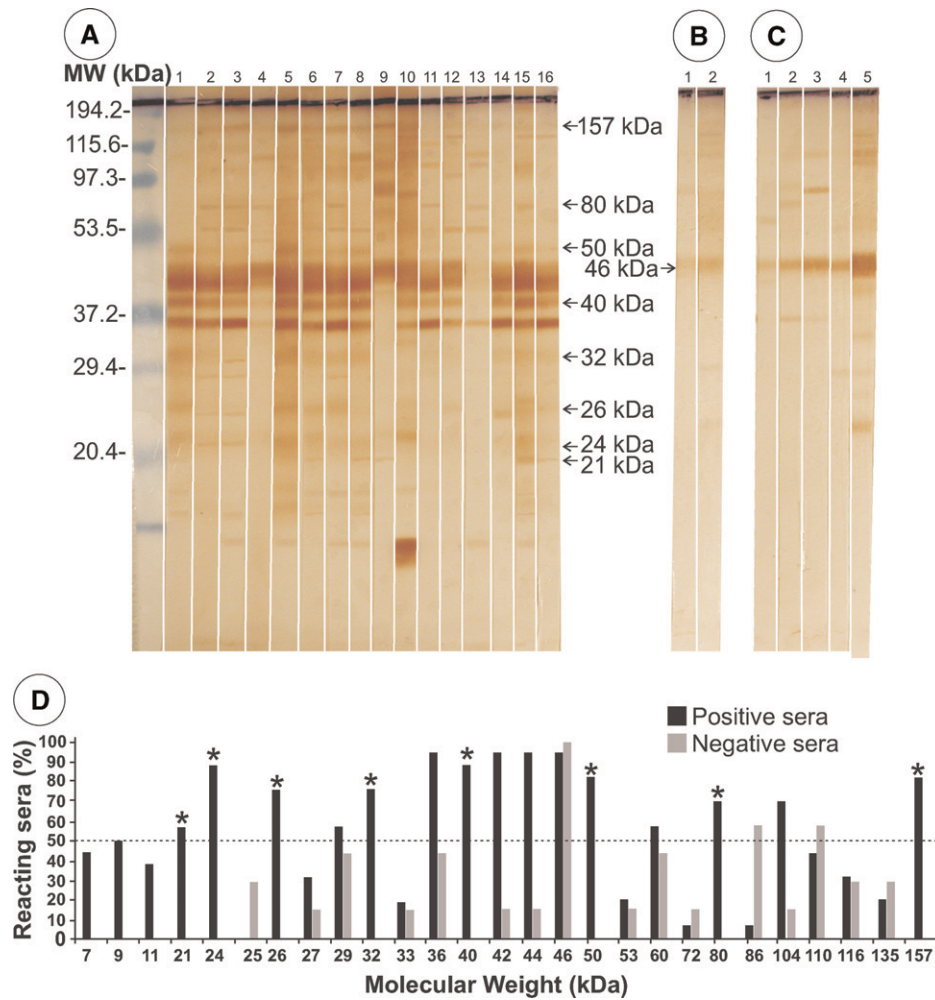 A
B
C
MW (kDa)
1 2 3 4 5 6 7 8 9 10 11 12 13 14 15 16
1 2
1 2 3 4 5
194.2-
115.6-
97.3-
53.5-
37.2-
29.4-
20.4-
←157 kDa
←80 kDa
←50 kDa
46 kDa→
←40 kDa
←32 kDa
←26 kDa
←24 kDa
←21 kDa
D
Positive sera
Negative sera
Reacting sera (%)
100
90
80
70
60
50
40
30
20
10
0
* * * * * * * *
7 9 11 21 24 25 26 27 29 32 33 36 40 42 44 46 50 53 60 72 80 86 104 110 116 135 157
Molecular Weight (kDa)